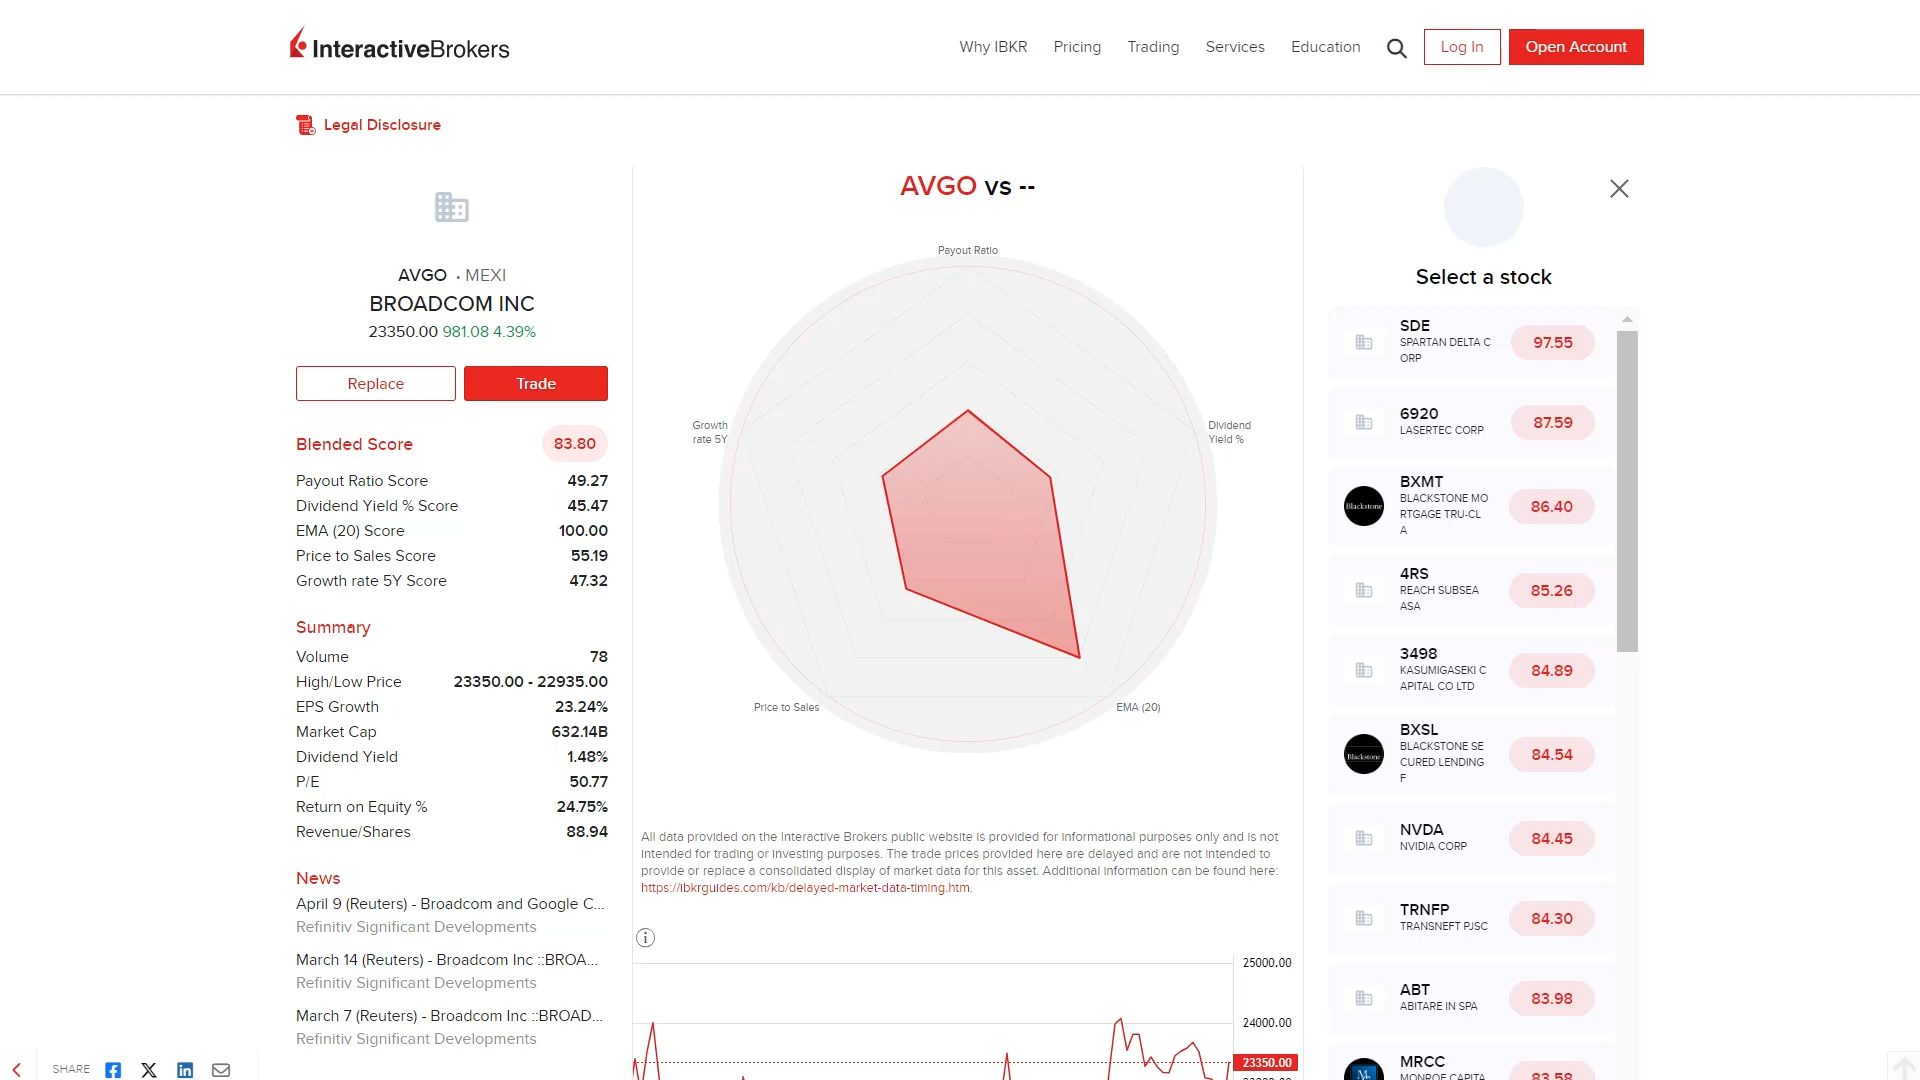 InteractiveBrokers
Why IBKR
Pricing
Trading
Services
Education
Log In
Open Account
Legal Disclosure
AVGO • MEXI
BROADCOM INC
23350.00 981.08 4.39%
Replace
Trade
Blended Score 83.80
Payout Ratio Score 49.27
Dividend Yield % Score 45.47
EMA (20) Score 100.00
Price to Sales Score 55.19
Growth rate 5Y Score 47.32
Summary
Volume 78
High/Low Price 23350.00 - 22935.00
EPS Growth 23.24%
Market Cap 632.14B
Dividend Yield 1.48%
P/E 50.77
Return on Equity % 24.75%
Revenue/Shares 88.94
News
April 9 (Reuters) - Broadcom and Google C...
Refinitiv Significant Developments
March 14 (Reuters) - Broadcom Inc ::BROA...
Refinitiv Significant Developments
March 7 (Reuters) - Broadcom Inc ::BROAD...
Refinitiv Significant Developments
SHARE
AVGO vs --
Payout Ratio
Growth
rate 5Y
Dividend
Yield %
Price to Sales
EMA (20)
All data provided on the Interactive Brokers public website is provided for informational purposes only and is not
intended for trading or investing purposes. The trade prices provided here are delayed and are not intended to
provide or replace a consolidated display of market data for this asset. Additional information can be found here:
https://ibkrguides.com/kb/delayed-market-data-timing.htm.
25000.00
24000.00
23350.00
Select a stock
SDE
SPARTAN DELTA C
ORP
97.55
6920
LASERTEC CORP
87.59
Blackstone
BXMT
BLACKSTONE MO
RTGAGE TRU-CL
A
86.40
4RS
REACH SUBSEA
ASA
85.26
3498
KASUMIGASEKI C
APITAL CO LTD
84.89
Blackstone
BXSL
BLACKSTONE SE
CURED LENDING
F
84.54
NVDA
NVIDIA CORP
84.45
TRNFP
TRANSNEFT PJSC
84.30
ABT
ABITARE IN SPA
83.98
MRCC
MONROE CAPITA
83.58